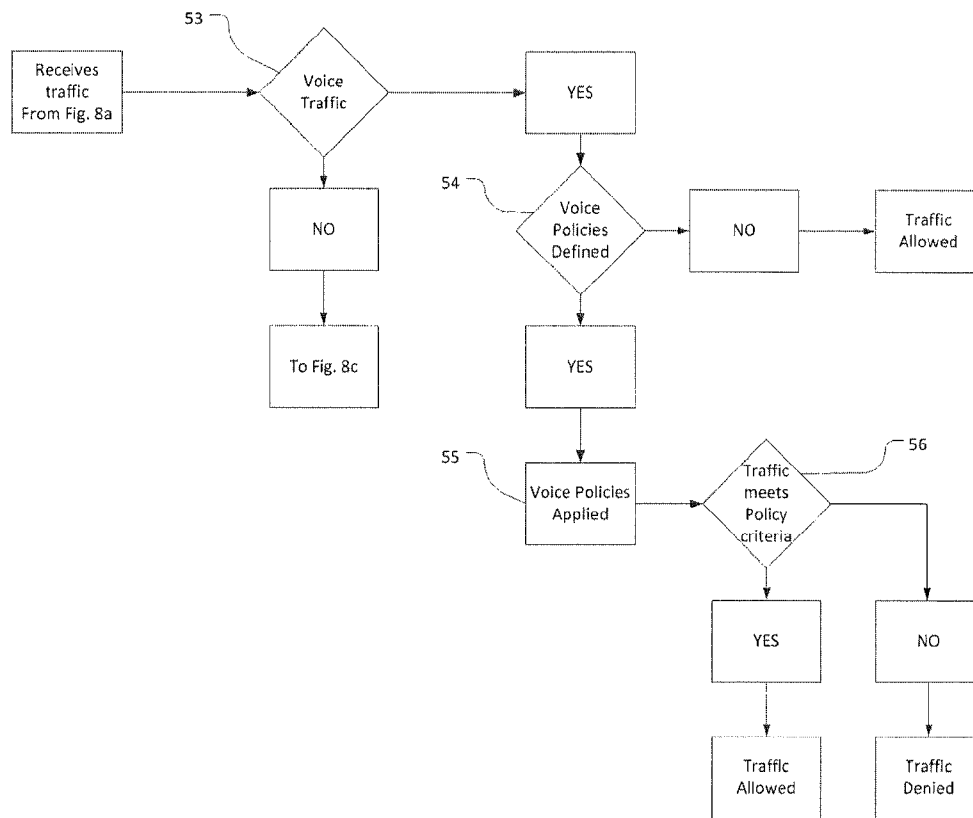 53
Receives
traffic
From Fig. 8a
Voice
Traffic
YES
NO
54
Voice
Policies
Defined
NO
Traffic
Allowed
To Fig. 8c
YES
55
Voice Policies
Applied
56
Traffic
meets
Policy
criteria
YES
NO
Traffic
Allowed
Traffic
Denied